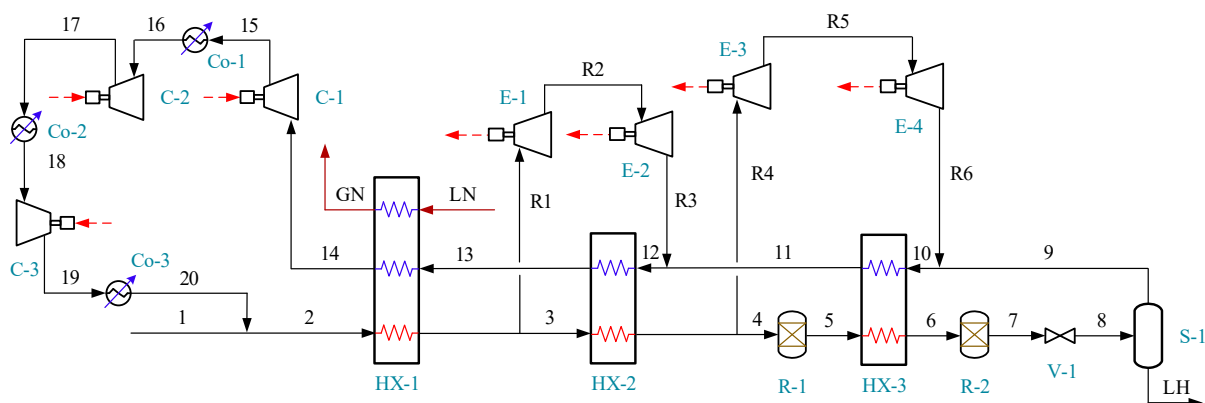 17 16 15 R5
Co-1 E-3
R2
C-2 C-1 E-1 E-4
Co-2
18 E-2
GN LN R1 R3 R4 R6
C-3 14 13 12 11 10 9
19 Co-3 20
1 2 3 4 5 6 7 8 S-1
HX-1 HX-2 R-1 HX-3 R-2 V-1
LH